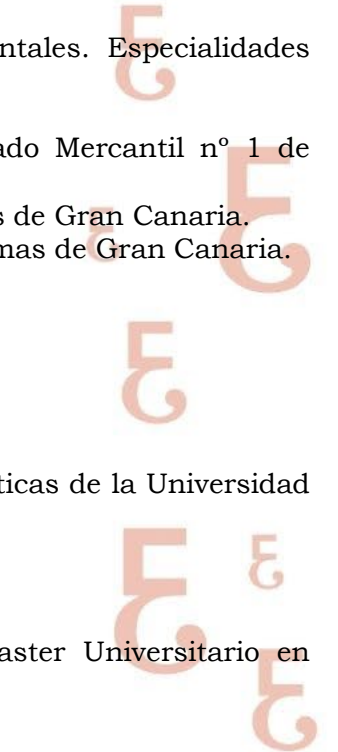 ntales. Especialidades
ado Mercantil nº 1 de
s de Gran Canaria.
mas de Gran Canaria.
ticas de la Universidad
aster Universitario en